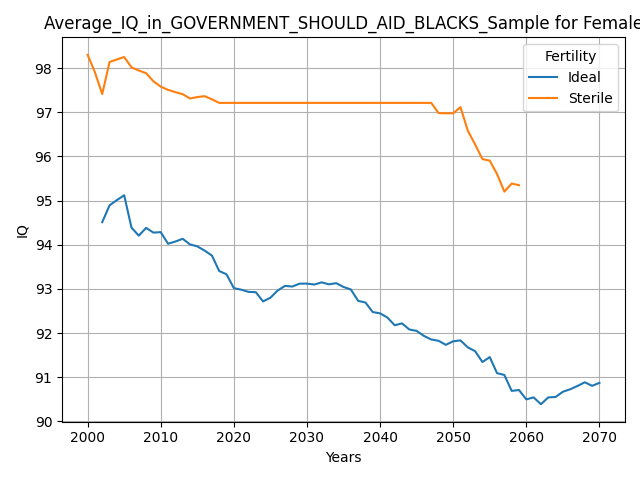 Average_IQ_in_GOVERNMENT_SHOULD_AID_BLACKS_Sample for Female
Fertility
Ideal
Sterile
98
97
96
95
94
93
92
91
90
IQ
2000 2010 2020 2030 2040 2050 2060 2070
Years